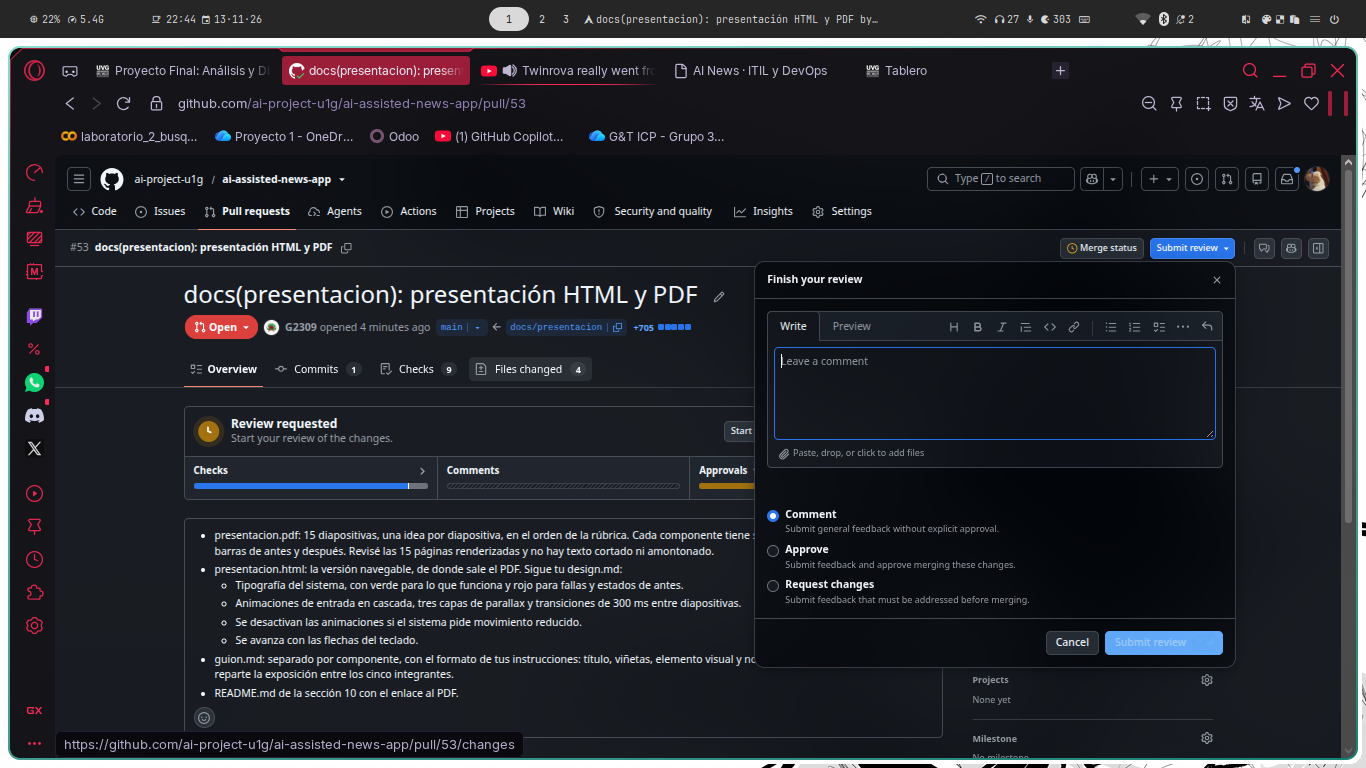 22% 5.4G 22:44 13-11-26 1 2 3 docs(presentacion): presentación HTML y PDF by… 27 303 2
Proyecto Final: Análisis y Di docs(presentacion): presen Twinrova really went fro AI News · ITIL y DevOps Tablero
github.com/ai-project-u1g/ai-assisted-news-app/pull/53
laboratorio_2_busq... Proyecto 1 - OneDr... Odoo (1) GitHub Copilot... G&T ICP - Grupo 3...
ai-project-u1g / ai-assisted-news-app Type / to search
Code Issues Pull requests Agents Actions Projects Wiki Security and quality Insights Settings
#53 docs(presentacion): presentación HTML y PDF Merge status Submit review
docs(presentacion): presentación HTML y PDF
Open G2309 opened 4 minutes ago main docs/presentacion +705
Overview Commits 1 Checks 9 Files changed 4
Review requested
Start your review of the changes.
Start
Checks Comments Approvals
presentacion.pdf: 15 diapositivas, una idea por diapositiva, en el orden de la rúbrica. Cada componente tiene
barras de antes y después. Revisé las 15 páginas renderizadas y no hay texto cortado ni amontonado.
presentacion.html: la versión navegable, de donde sale el PDF. Sigue tu design.md:
Tipografía del sistema, con verde para lo que funciona y rojo para fallas y estados de antes.
Animaciones de entrada en cascada, tres capas de parallax y transiciones de 300 ms entre diapositivas.
Se desactivan las animaciones si el sistema pide movimiento reducido.
Se avanza con las flechas del teclado.
guion.md: separado por componente, con el formato de tus instrucciones: título, viñetas, elemento visual y no
reparte la exposición entre los cinco integrantes.
README.md de la sección 10 con el enlace al PDF.
Finish your review
Write Preview
Leave a comment
Paste, drop, or click to add files
Comment
Submit general feedback without explicit approval.
Approve
Submit feedback and approve merging these changes.
Request changes
Submit feedback that must be addressed before merging.
Cancel Submit review
Projects
None yet
Milestone
No milestone
GX
https://github.com/ai-project-u1g/ai-assisted-news-app/pull/53/changes